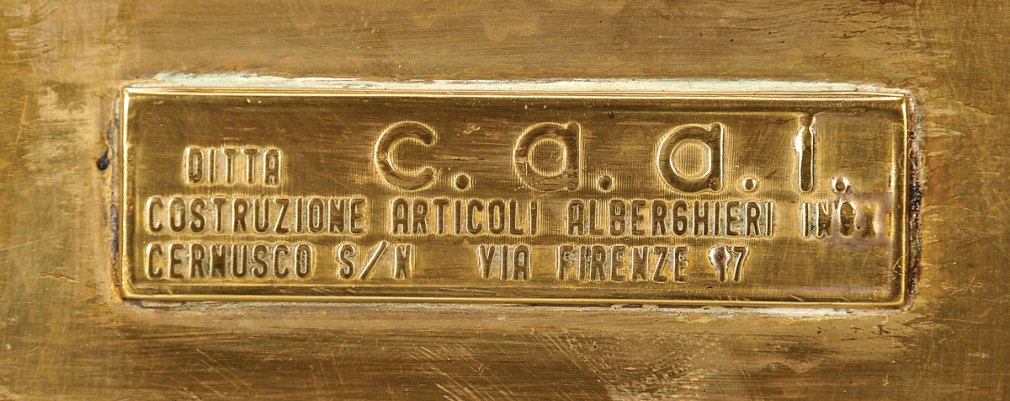 DITTA c.a.a.l.
COSTRUZIONE ARTICOLI ALBERGHIERI
CERNUSCO S/N VIA FIRENZE 17